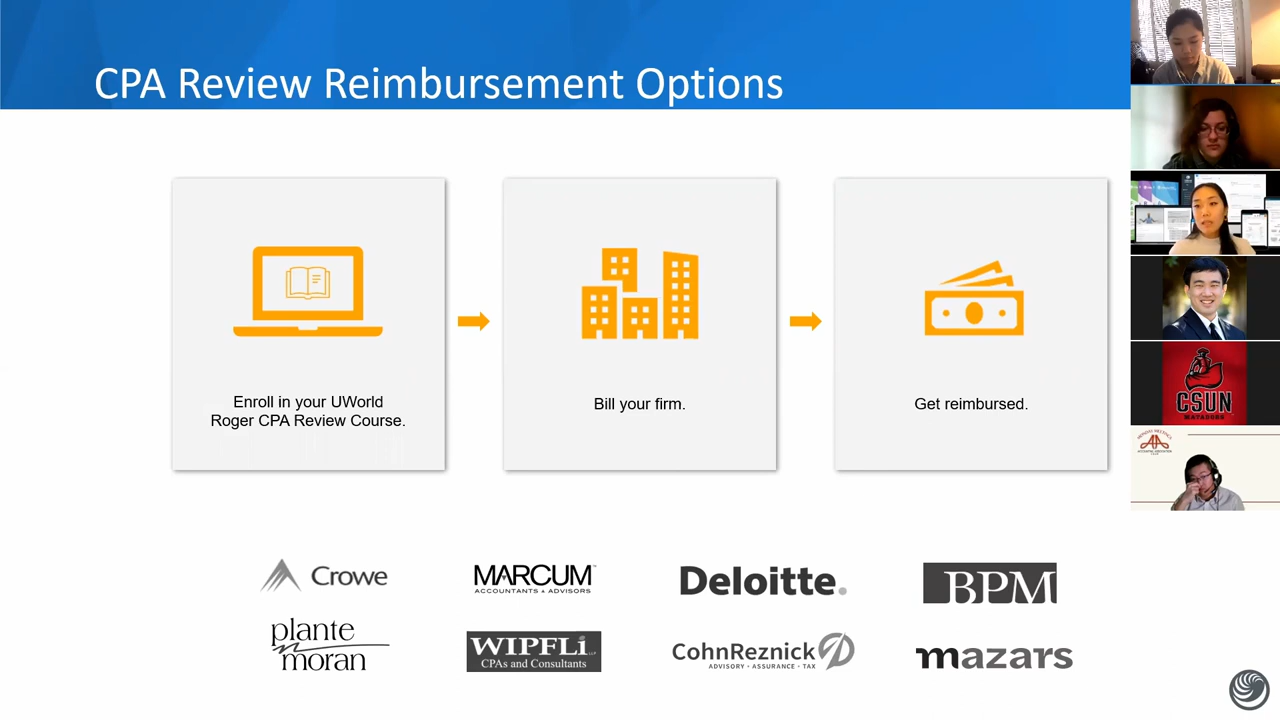 CPA Review Reimbursement Options
Enroll in your UWorld
Roger CPA Review Course.
Bill your firm.
Get reimbursed.
Crowe
MARCUM
ACCOUNTANTS ▲ ADVISORS
Deloitte.
BPM
plante
moran
WIPFLi LLP
CPAs and Consultants
CohnReznick
ADVISORY • ASSURANCE • TAX
mazars
CSUN
MATADORS